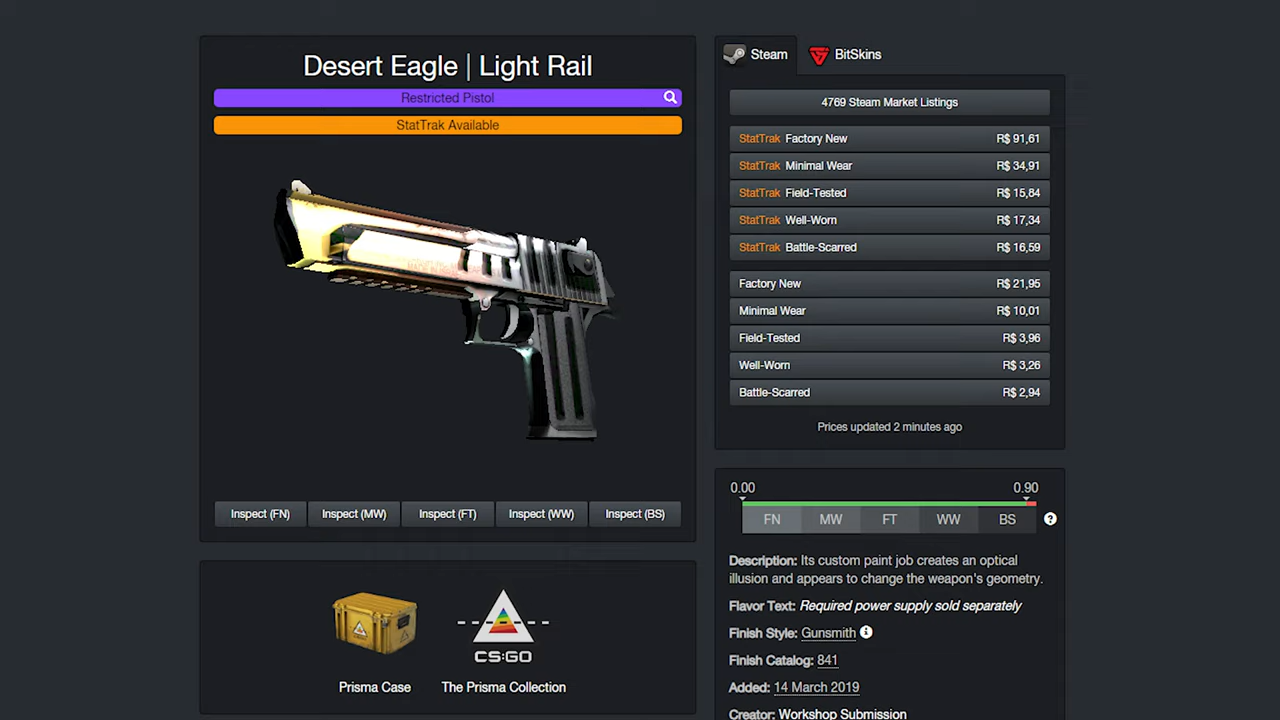 Desert Eagle | Light Rail
Restricted Pistol
StatTrak Available
Inspect (FN)
Inspect (MW)
Inspect (FT)
Inspect (WW)
Inspect (BS)
CS:GO
Prisma Case
The Prisma Collection
Steam
BitSkins
4769 Steam Market Listings
StatTrak Factory New R$ 91,61
StatTrak Minimal Wear R$ 34,91
StatTrak Field-Tested R$ 15,84
StatTrak Well-Worn R$ 17,34
StatTrak Battle-Scarred R$ 16,59
Factory New R$ 21,95
Minimal Wear R$ 10,01
Field-Tested R$ 3,96
Well-Worn R$ 3,26
Battle-Scarred R$ 2,94
Prices updated 2 minutes ago
0.00 0.90
FN MW FT WW BS ?
Description: Its custom paint job creates an optical
illusion and appears to change the weapon's geometry.
Flavor Text: Required power supply sold separately
Finish Style: Gunsmith
Finish Catalog: 841
Added: 14 March 2019
Creator: Workshop Submission